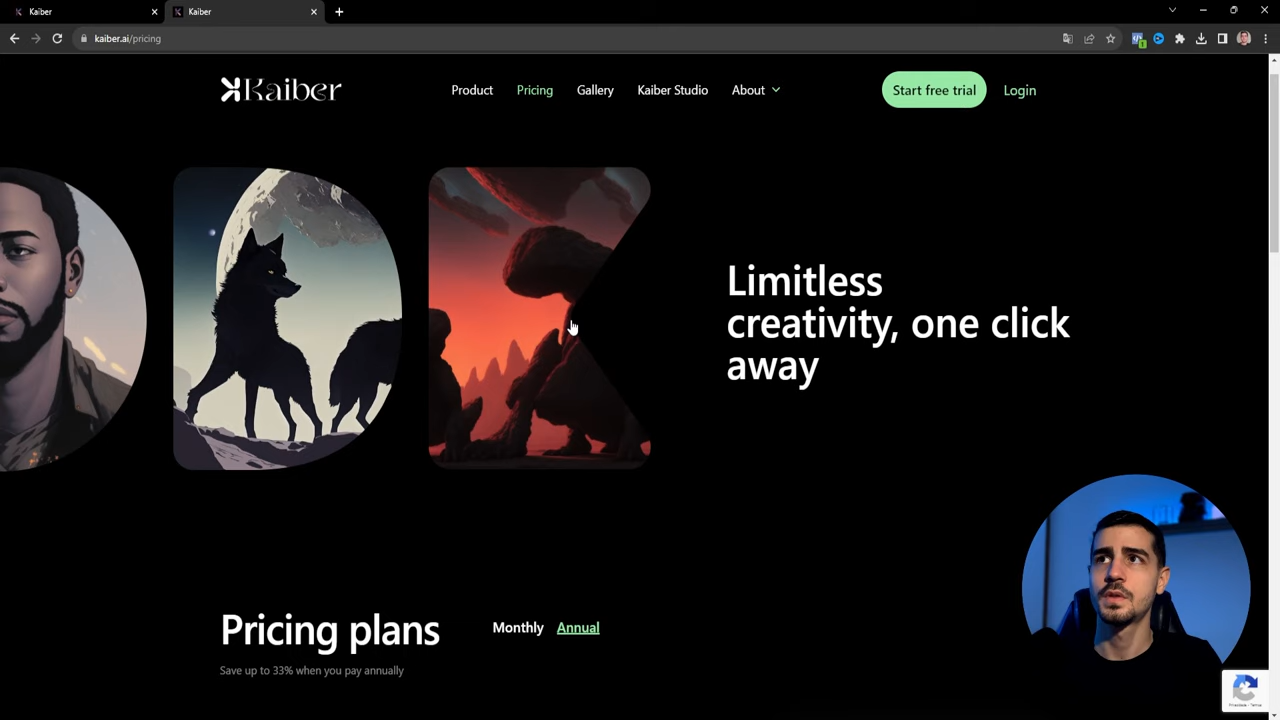 Kaiber
Kaiber
kaiber.ai/pricing
Kaiber
Product
Pricing
Gallery
Kaiber Studio
About
Start free trial
Login
Limitless
creativity, one click
away
Pricing plans
Monthly
Annual
Save up to 33% when you pay annually